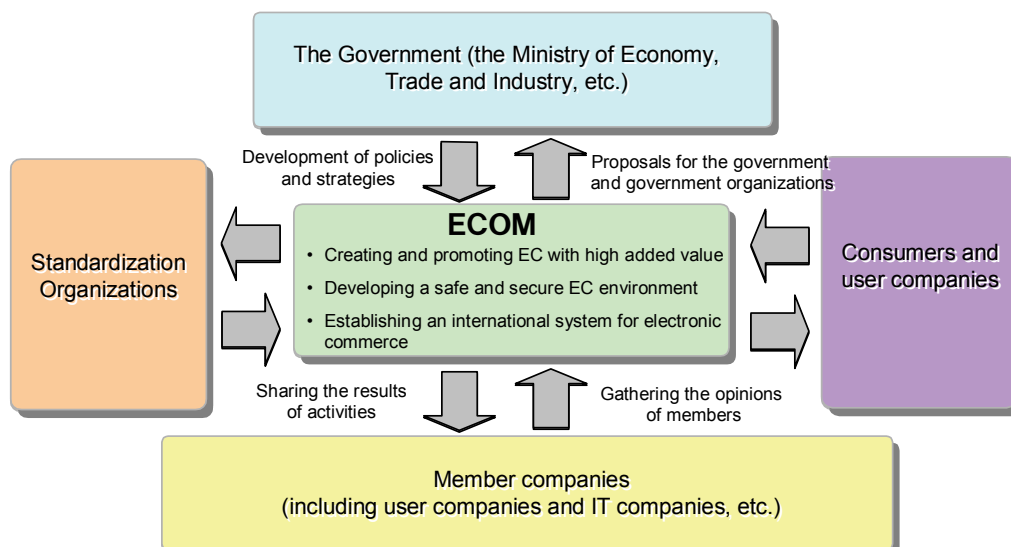 The Government (the Ministry of Economy,
Trade and Industry, etc.)
Development of policies
and strategies
Proposals for the government
and government organizations
Standardization
Organizations
ECOM
• Creating and promoting EC with high added value
• Developing a safe and secure EC environment
• Establishing an international system for electronic
commerce
Consumers and
user companies
Sharing the results
of activities
Gathering the opinions
of members
Member companies
(including user companies and IT companies, etc.)